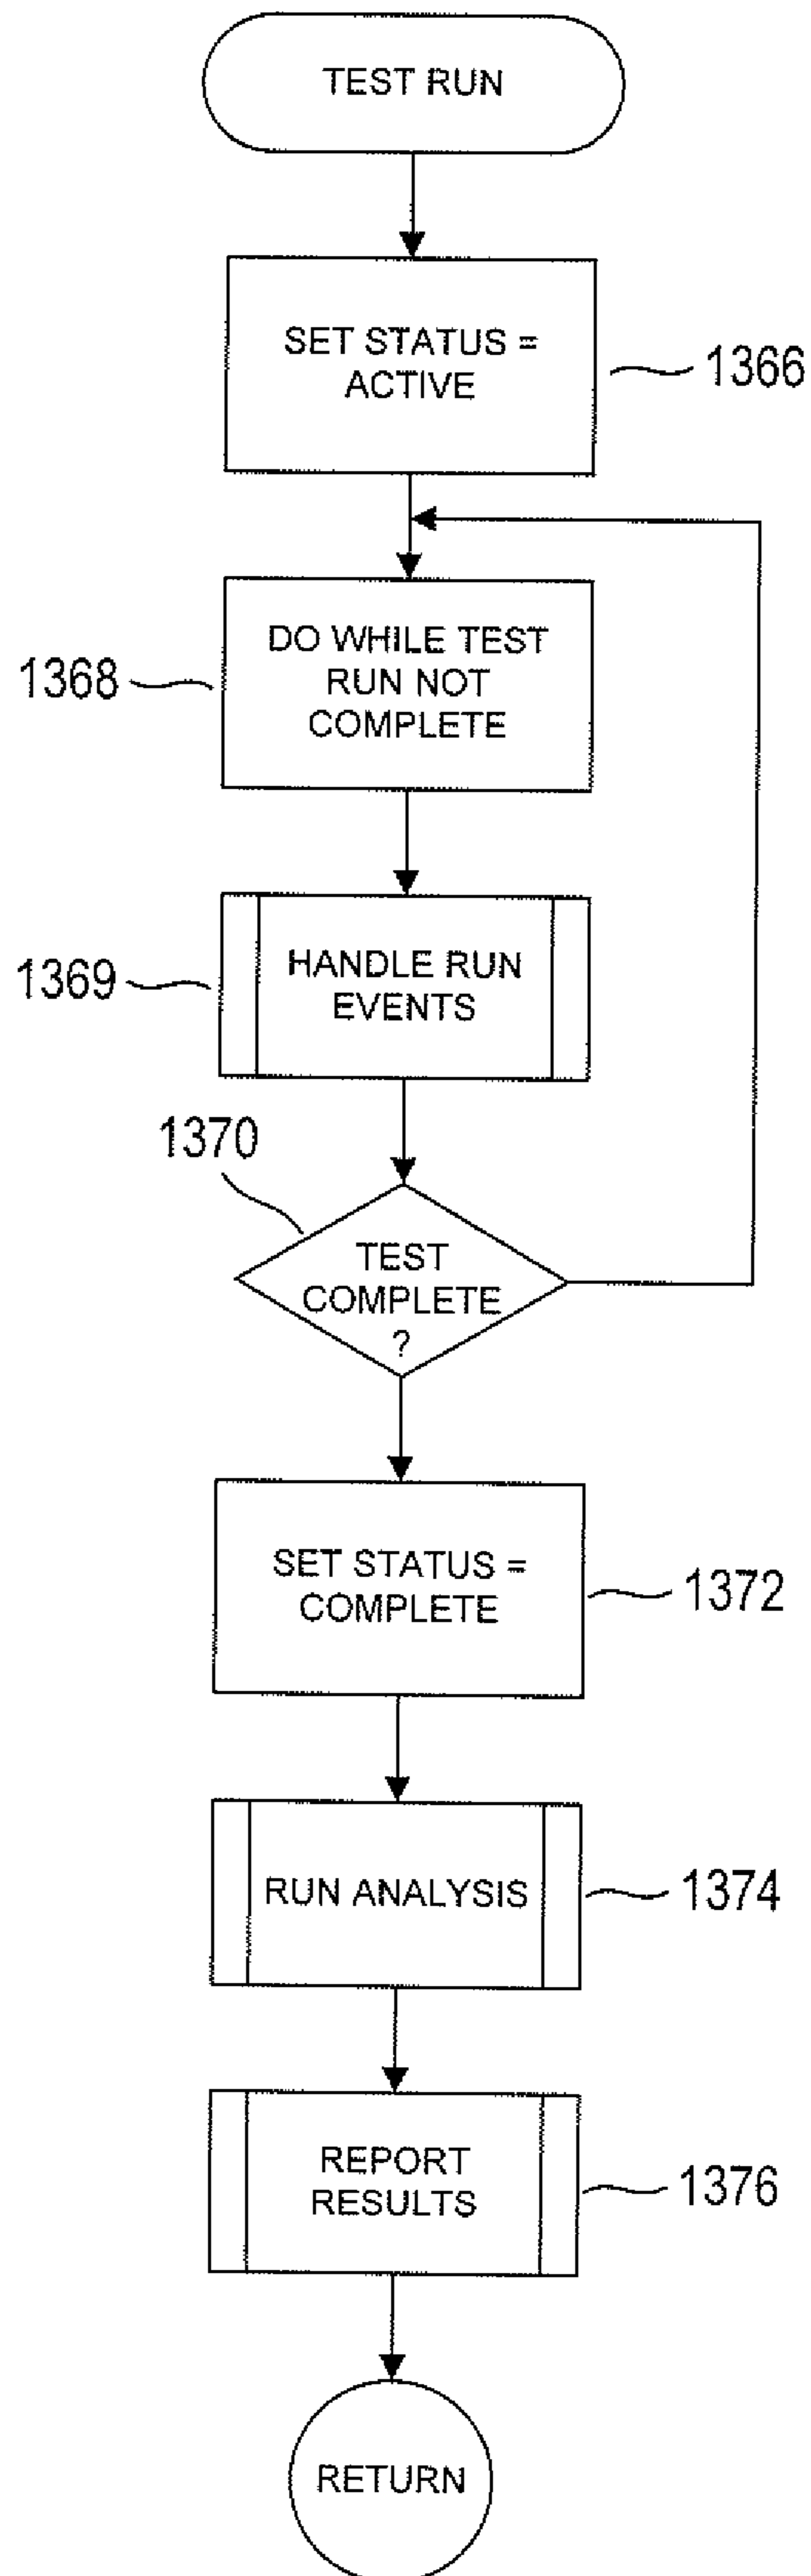 TEST RUN
SET STATUS =
ACTIVE
1366
DO WHILE TEST
RUN NOT
COMPLETE
1368
HANDLE RUN
EVENTS
1369
1370
TEST
COMPLETE
?
SET STATUS =
COMPLETE
1372
RUN ANALYSIS
1374
REPORT
RESULTS
1376
RETURN